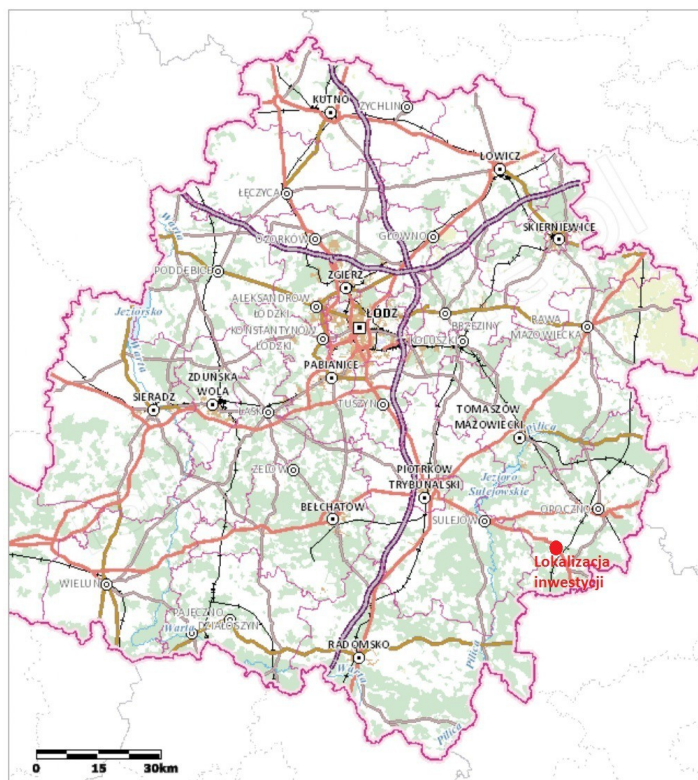 KUTNO
ŻYCHLIN
ŁOWICZ
ŁĘCZYCA
SKIERNIEWICE
Warta
OZORKÓW
GŁOWNO
PODDĘBICE
ZGIERZ
ALEKSANDRÓW
ŁÓDZKI
ŁÓDŹ
BRZEZINY
RAWA
MAZOWIECKA
Jeziorsko
KONSTANTYNÓW
ŁÓDZKI
KOLUSZKI
Warta
PABIANICE
ZDUŃSKA
WOLA
SIERADZ
ŁASK
TUSZYN
TOMASZÓW
MAZOWIECKI
Pilica
ZELÓW
PIOTRKÓW
TRYBUNALSKI
Jezioro
Sulejowskie
BEŁCHATÓW
SULEJÓW
OPOCZNO
Lokalizacja
inwestycji
WIELUŃ
PAJĘCZNO
DZIAŁOSZYN
Warta
RADOMSKO
Warta
Pilica
Pilica
0 15 30km